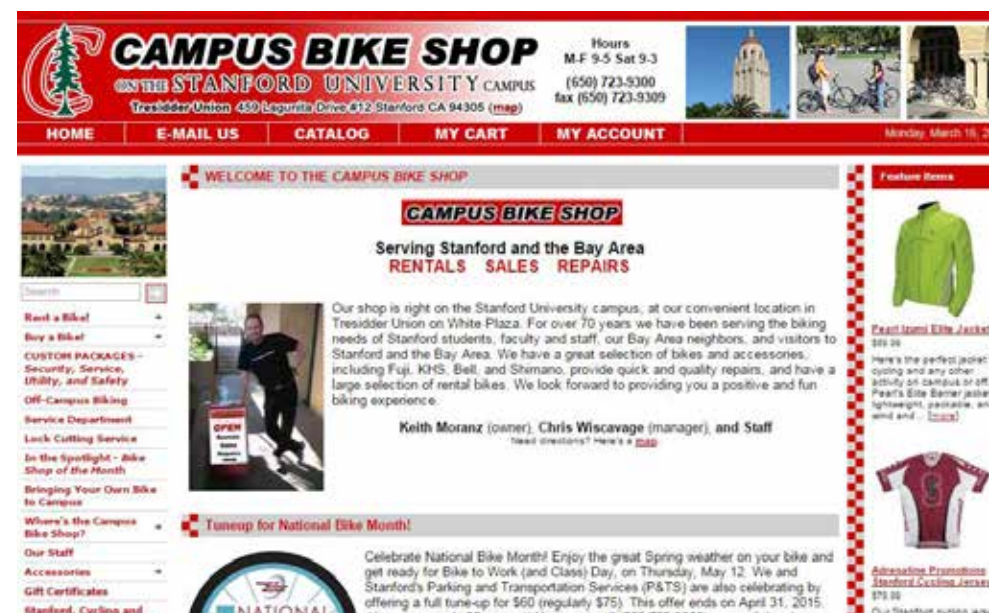 CAMPUS BIKE SHOP
ON THE STANFORD UNIVERSITY CAMPUS
Tresidder Union 459 Lagunita Drive #12 Stanford CA 94305 (map)
Hours
M-F 9-5 Sat 9-3
(650) 723-9300
fax (650) 723-9309
HOME E-MAIL US CATALOG MY CART MY ACCOUNT
Monday, March 16, 2
Search
Rent a Bike!
Buy a Bike!
CUSTOM PACKAGES -
Security, Service,
Utility, and Safety
Off-Campus Biking
Service Department
Lock Cutting Service
In the Spotlight - Bike
Shop of the Month
Bringing Your Own Bike
to Campus
Where's the Campus
Bike Shop?
Our Staff
Accessories
Gift Certificates
Stanford, Cycling and
WELCOME TO THE CAMPUS BIKE SHOP
CAMPUS BIKE SHOP
Serving Stanford and the Bay Area
RENTALS SALES REPAIRS
OPEN
Our shop is right on the Stanford University campus, at our convenient location in
Tresidder Union on White Plaza. For over 70 years we have been serving the biking
needs of Stanford students, faculty and staff, our Bay Area neighbors, and visitors to
Stanford and the Bay Area. We have a great selection of bikes and accessories,
including Fuji, KHS, Bell, and Shimano, provide quick and quality repairs, and have a
large selection of rental bikes. We look forward to providing you a positive and fun
biking experience.
Keith Moranz (owner), Chris Wiscavage (manager), and Staff
Need directions? Here's a map.
Tuneup for National Bike Month!
NATIONAL
Celebrate National Bike Month! Enjoy the great Spring weather on your bike and
get ready for Bike to Work (and Class) Day, on Thursday, May 12. We and
Stanford's Parking and Transportation Services (P&TS) are also celebrating by
offering a full tune-up for $60 (regularly $75). This offer ends on April 31, 2015.
Feature Items
Pearl Izumi Elite Jacket
Here's the perfect jacket
cycling and any other
activity on campus or off.
Pearl's Elite Barrier jacket
lightweight, packable, an
wind and ... [more]
Adrenaline Promotions
Stanford Cycling Jersey
$79.99